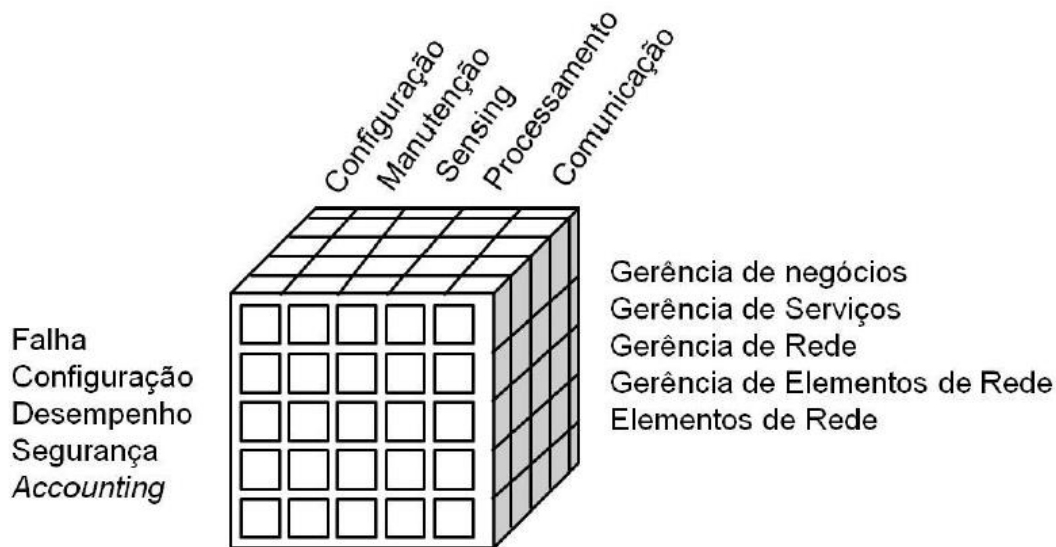 Configuração
Manutenção
Sensing
Processamento
Comunicação
Falha
Configuração
Desempenho
Segurança
Accounting
Gerência de negócios
Gerência de Serviços
Gerência de Rede
Gerência de Elementos de Rede
Elementos de Rede